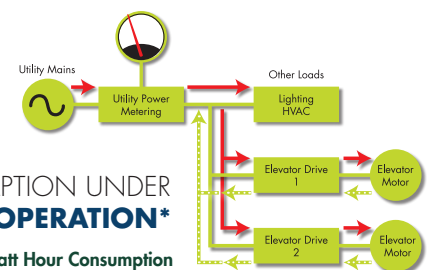 Utility Mains
Utility Power
Metering
Other Loads
Lighting
HVAC
Elevator Drive
1
Elevator
Motor
Elevator Drive
2
Elevator
Motor
PTION UNDER
OPERATION*
att Hour Consumption